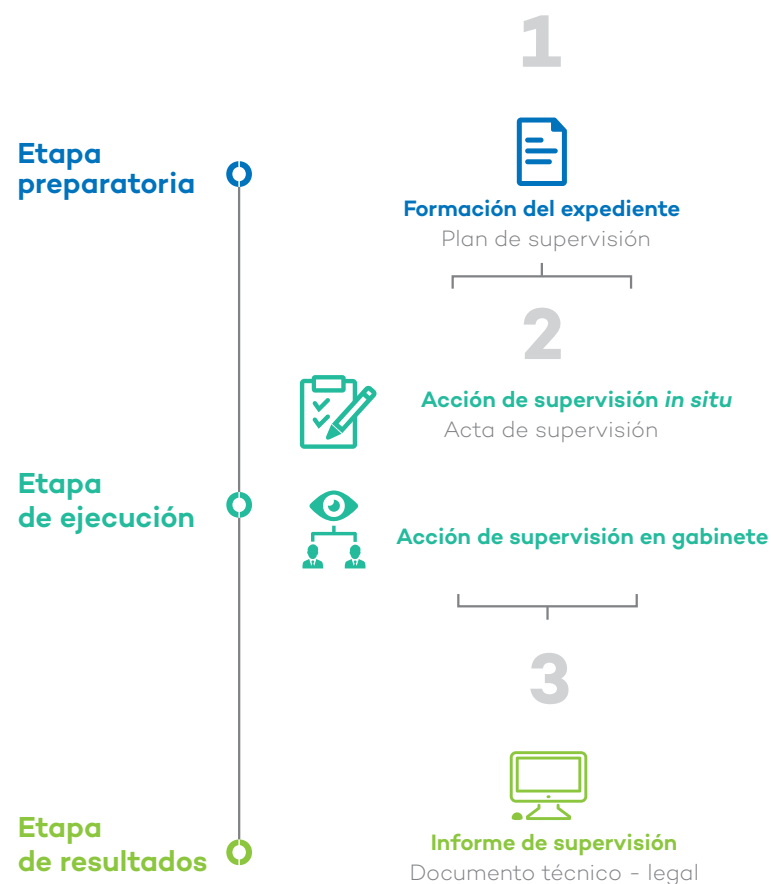 1
Etapa
preparatoria
Formación del expediente
Plan de supervisión
2
Acción de supervisión in situ
Acta de supervisión
Etapa
de ejecución
Acción de supervisión en gabinete
3
Etapa
de resultados
Informe de supervisión
Documento técnico - legal